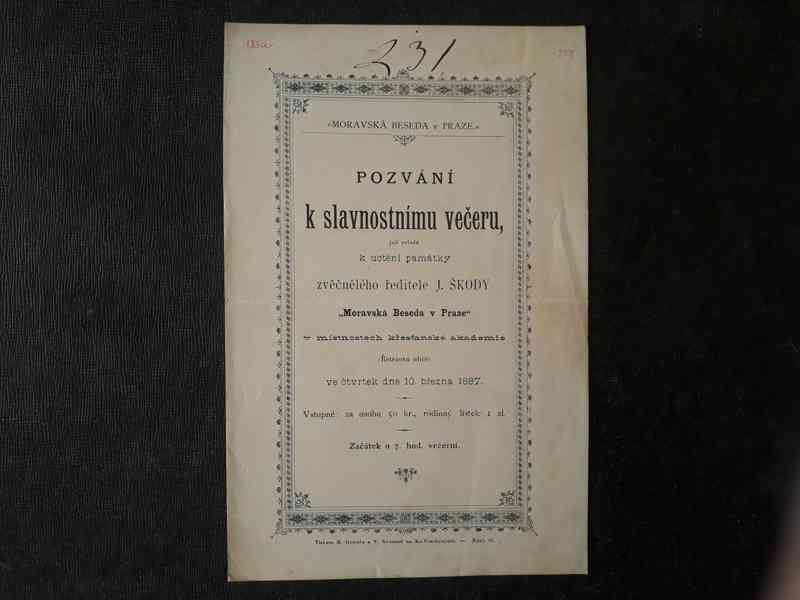 231
»MORAVSKÁ BESEDA v PRAZE.«
POZVÁNÍ
k slavnostnímu večeru,
k uctění památky
zvěčnělého ředitele J. ŠKODY
„Moravská Beseda v Praze“
v místnostech křesťanské akademie
ve čtvrtek dne 10. března 1887.
Vstupné: za osobu 50 kr., rodinný lístek 1 zl.
Začátek o 7. hod. večerní.